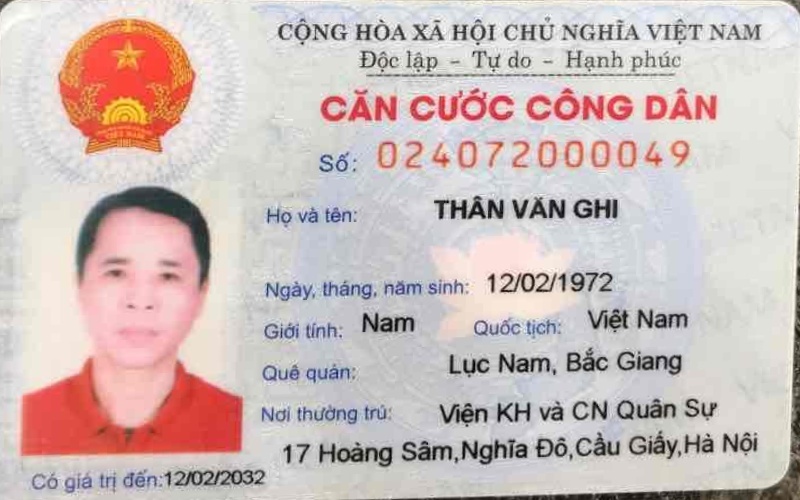 CỘNG HÒA XÃ HỘI CHỦ NGHĨA VIỆT NAM
Độc lập - Tự do - Hạnh phúc
CĂN CƯỚC CÔNG DÂN
Số: 024072000049
Họ và tên: THÂN VĂN GHI
Ngày, tháng, năm sinh: 12/02/1972
Giới tính: Nam Quốc tịch: Việt Nam
Quê quán: Lục Nam, Bắc Giang
Nơi thường trú: Viện KH và CN Quân Sự
17 Hoàng Sâm,Nghĩa Đô,Cầu Giấy,Hà Nội
Có giá trị đến:12/02/2032